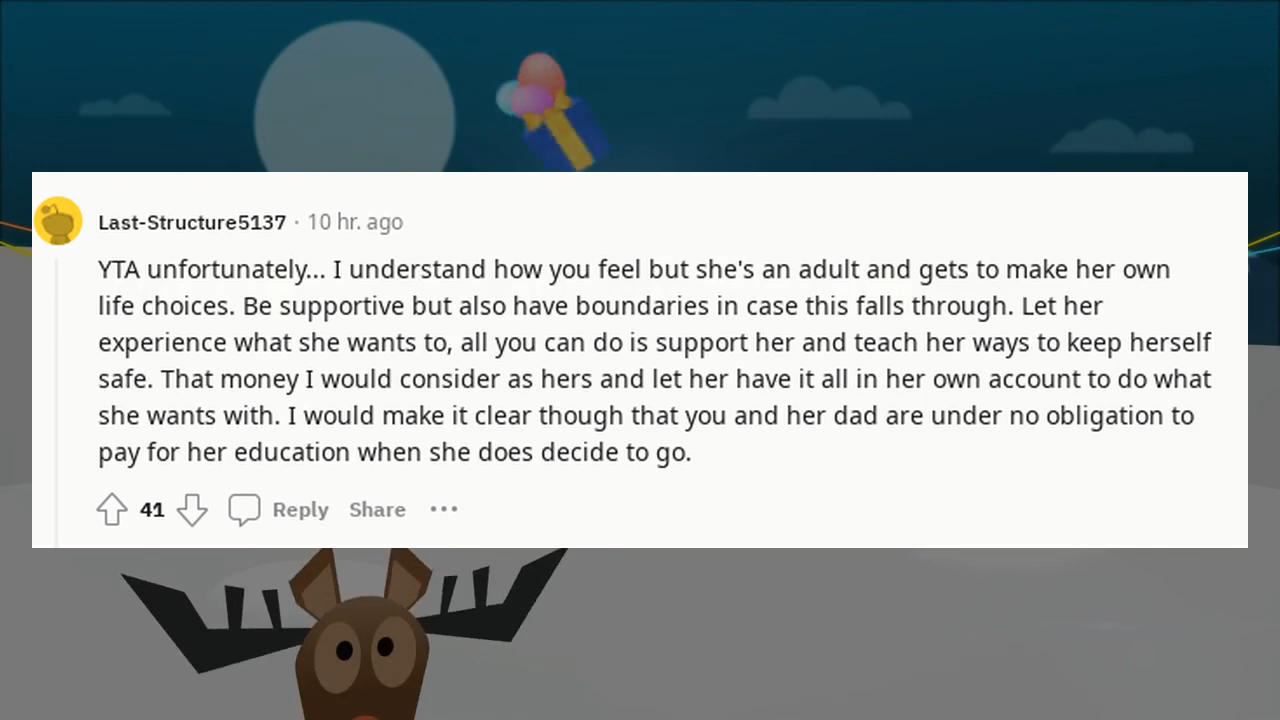 Last-Structure5137 · 10 hr. ago
YTA unfortunately... I understand how you feel but she's an adult and gets to make her own
life choices. Be supportive but also have boundaries in case this falls through. Let her
experience what she wants to, all you can do is support her and teach her ways to keep herself
safe. That money I would consider as hers and let her have it all in her own account to do what
she wants with. I would make it clear though that you and her dad are under no obligation to
pay for her education when she does decide to go.
41 Reply Share •••